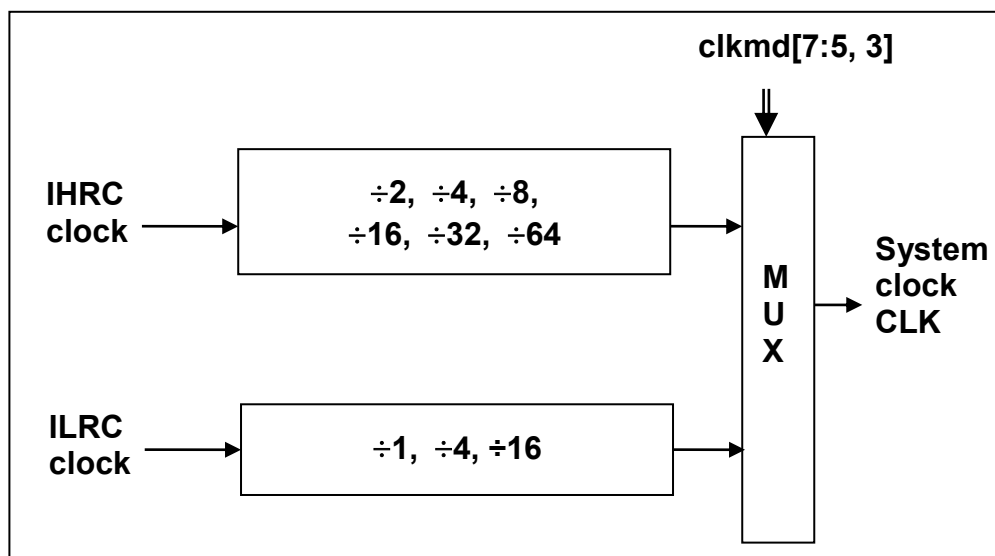 clkmd[7:5, 3]
IHRC
clock
÷2, ÷4, ÷8,
÷16, ÷32, ÷64
M
U
X
System
clock
CLK
ILRC
clock
÷1, ÷4, ÷16